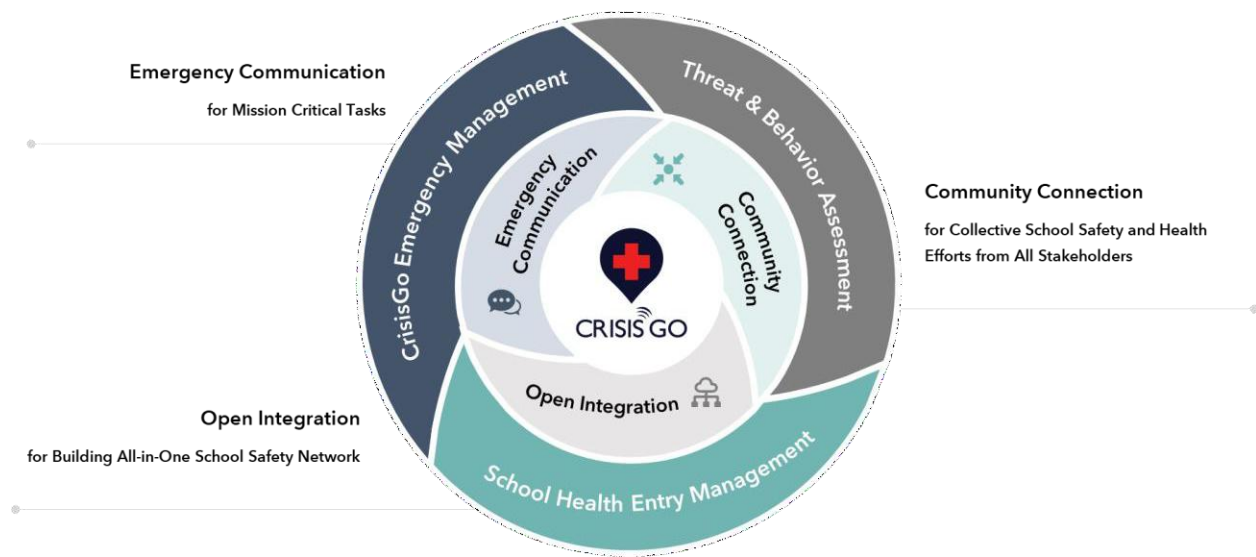 Emergency Communication
for Mission Critical Tasks
Open Integration
for Building All-in-One School Safety Network
CrisisGo Emergency Management
Threat & Behavior Assessment
School Health Entry Management
Emergency
Communication
Community
Connection
Open Integration
CRISIS GO
Community Connection
for Collective School Safety and Health
Efforts from All Stakeholders